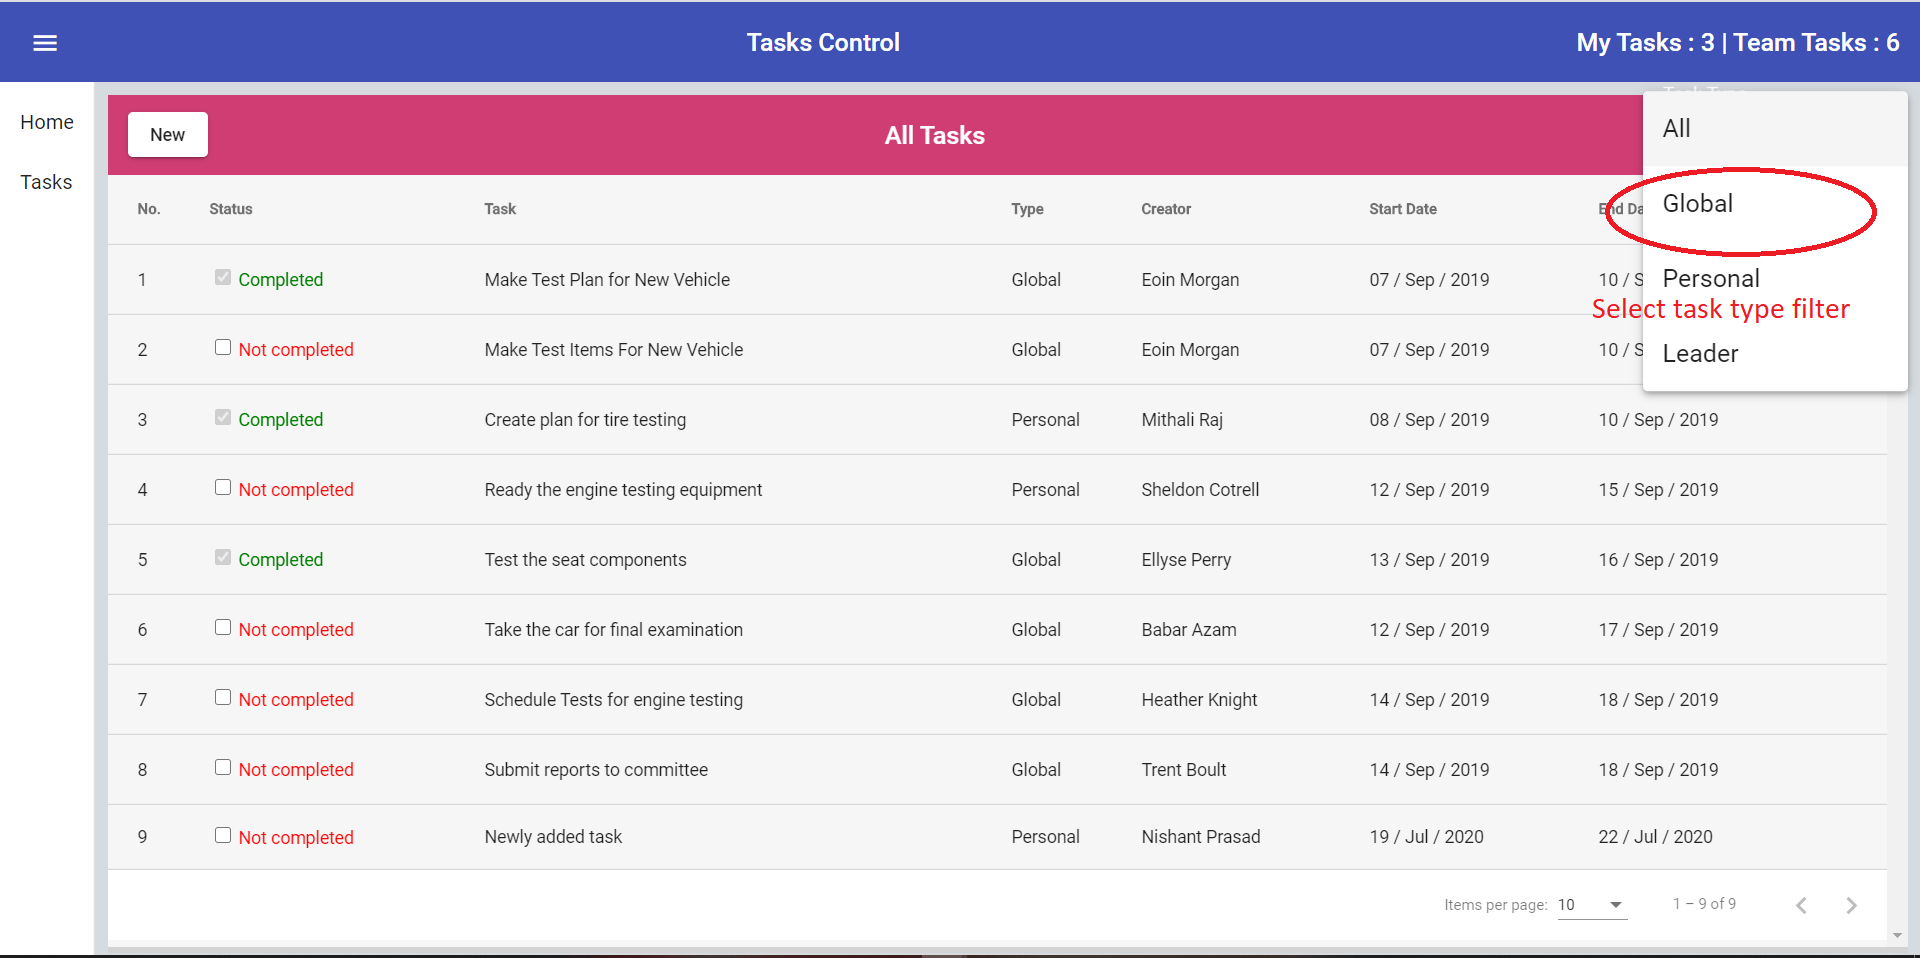 Tasks Control
My Tasks : 3 | Team Tasks : 6
Home
Tasks
New
All Tasks
All
Global
Personal
Select task type filter
Leader
No. Status Task Type Creator Start Date End Da
1 Completed Make Test Plan for New Vehicle Global Eoin Morgan 07 / Sep / 2019 10 / S
2 Not completed Make Test Items For New Vehicle Global Eoin Morgan 07 / Sep / 2019 10 / S
3 Completed Create plan for tire testing Personal Mithali Raj 08 / Sep / 2019 10 / Sep / 2019
4 Not completed Ready the engine testing equipment Personal Sheldon Cotrell 12 / Sep / 2019 15 / Sep / 2019
5 Completed Test the seat components Global Ellyse Perry 13 / Sep / 2019 16 / Sep / 2019
6 Not completed Take the car for final examination Global Babar Azam 12 / Sep / 2019 17 / Sep / 2019
7 Not completed Schedule Tests for engine testing Global Heather Knight 14 / Sep / 2019 18 / Sep / 2019
8 Not completed Submit reports to committee Global Trent Boult 14 / Sep / 2019 18 / Sep / 2019
9 Not completed Newly added task Personal Nishant Prasad 19 / Jul / 2020 22 / Jul / 2020
Items per page: 10 1 – 9 of 9